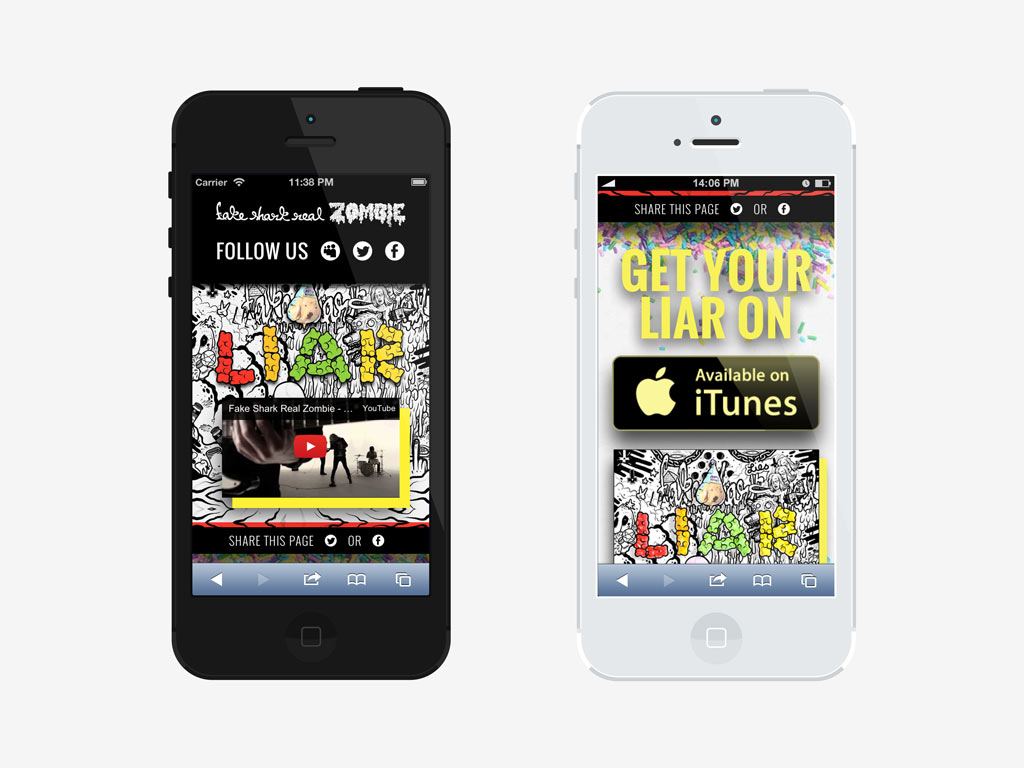 Carrier 11:38 PM
fake shark real ZOMBIE
FOLLOW US
LIAR
Fake Shark Real Zombie - ... YouTube
SHARE THIS PAGE OR
14:06 PM
SHARE THIS PAGE OR
GET YOUR
LIAR ON
Available on
iTunes
Lies
LIAR